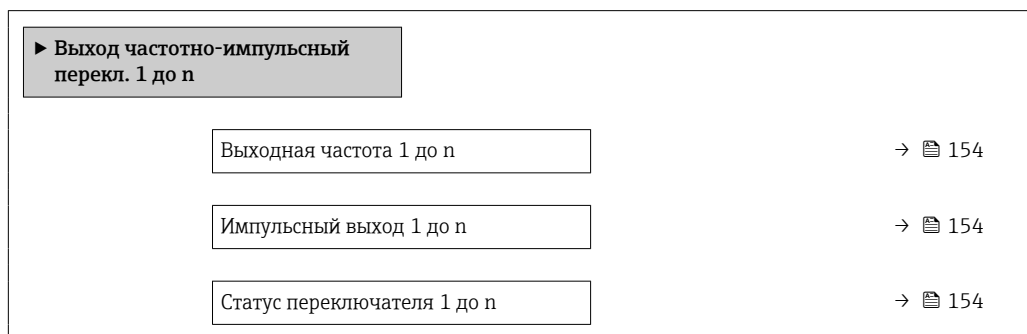 ▶ Выход частотно-импульсный
перекл. 1 до n
Выходная частота 1 до n → 154
Импульсный выход 1 до n → 154
Статус переключателя 1 до n → 154